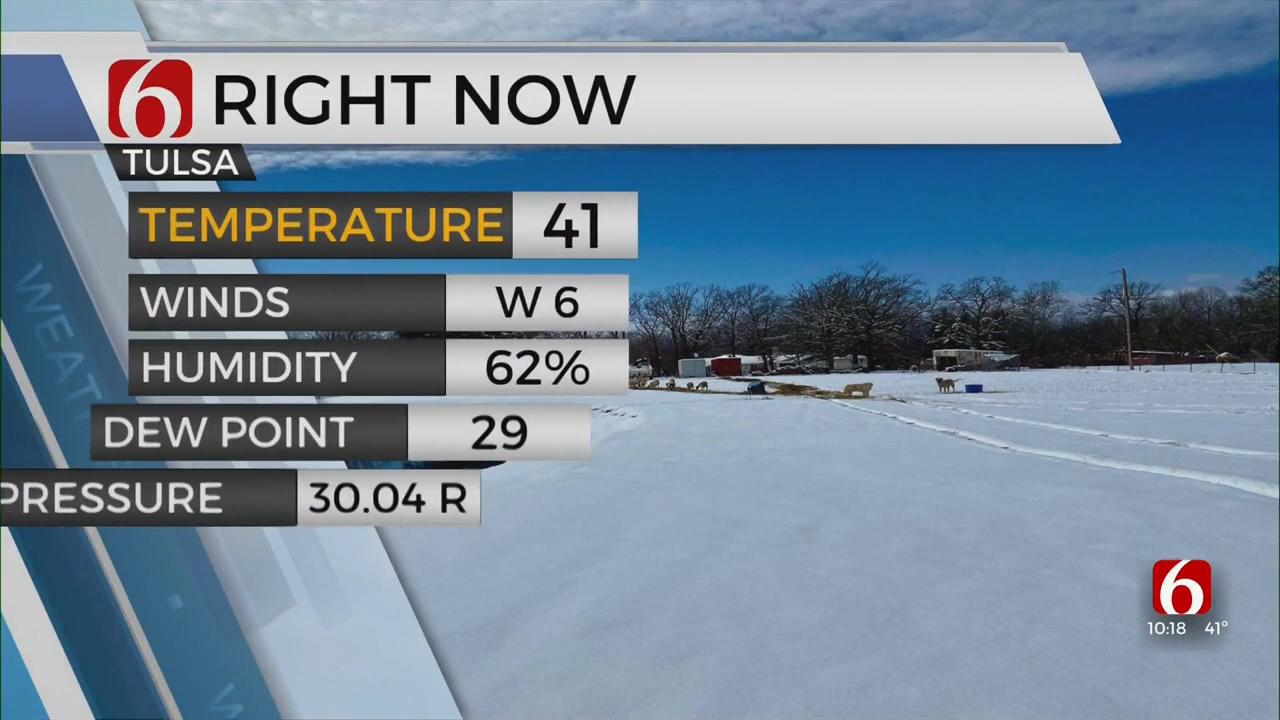 6 RIGHT NOW
TULSA
TEMPERATURE 41
WINDS W 6
HUMIDITY 62%
DEW POINT 29
PRESSURE 30.04 R
WEATH
W
6
10:18 41°